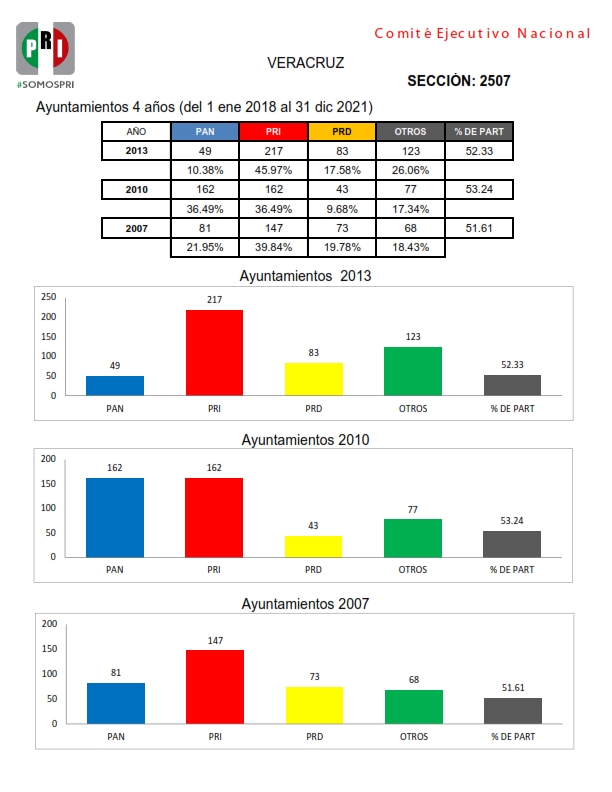 Comité Ejecutivo Nacional
PRI
#SOMOSPRI
VERACRUZ
SECCIÓN: 2507
Ayuntamientos 4 años (del 1 ene 2018 al 31 dic 2021)
AÑO PAN PRI PRD OTROS % DE PART
2013 49 217 83 123 52.33
10.38% 45.97% 17.58% 26.06%
2010 162 162 43 77 53.24
36.49% 36.49% 9.68% 17.34%
2007 81 147 73 68 51.61
21.95% 39.84% 19.78% 18.43%
Ayuntamientos 2013
250
200
150
100
50
0
49 217 83 123 52.33
PAN PRI PRD OTROS % DE PART
Ayuntamientos 2010
200
150
100
50
0
162 162 43 77 53.24
PAN PRI PRD OTROS % DE PART
Ayuntamientos 2007
200
150
100
50
0
81 147 73 68 51.61
PAN PRI PRD OTROS % DE PART